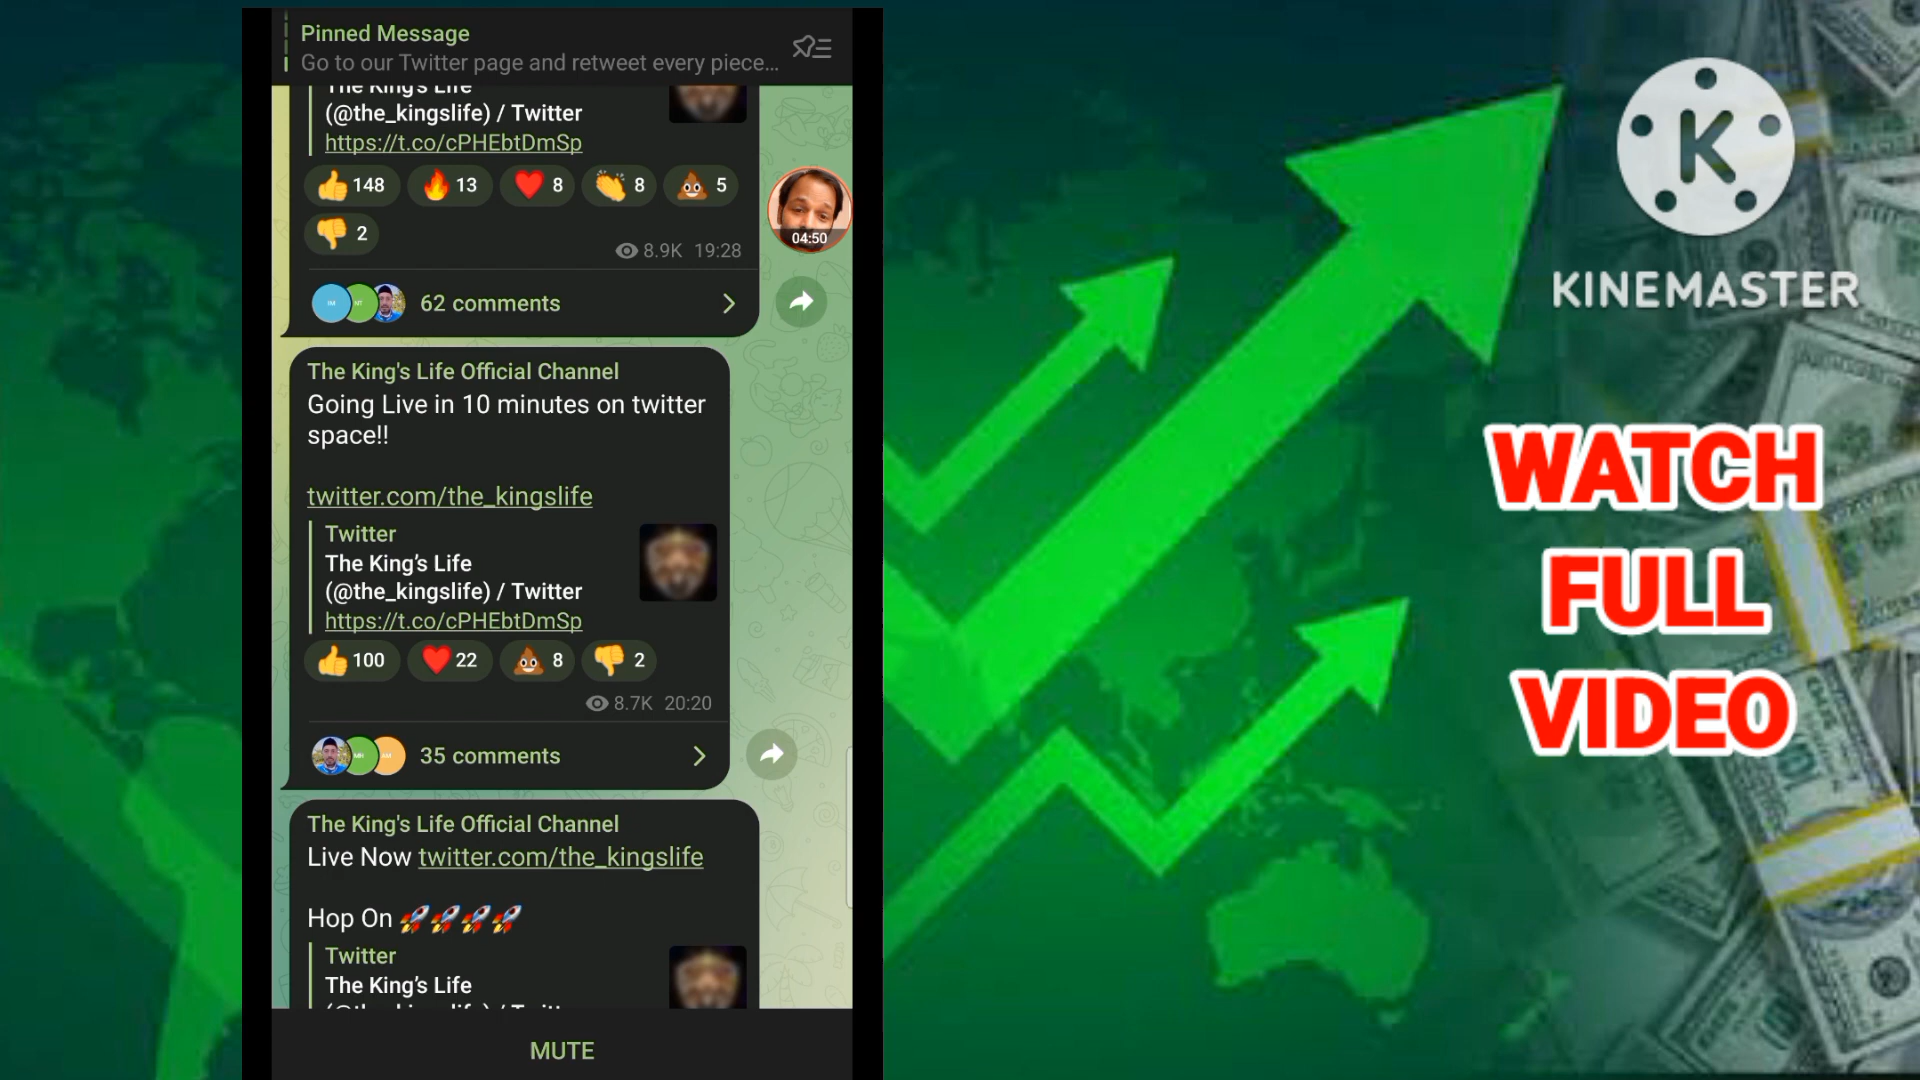 Pinned Message
Go to our Twitter page and retweet every piece...
The King's Life
(@the_kingslife) / Twitter
https://t.co/cPHEbtDmSp
148 13 8 8 5
2
8.9K 19:28
04:50
62 comments
The King's Life Official Channel
Going Live in 10 minutes on twitter
space!!
twitter.com/the_kingslife
Twitter
The King's Life
(@the_kingslife) / Twitter
https://t.co/cPHEbtDmSp
100 22 8 2
8.7K 20:20
35 comments
The King's Life Official Channel
Live Now twitter.com/the_kingslife
Hop On 🚀🚀🚀🚀
Twitter
The King's Life
MUTE
K
KINEMASTER
WATCH
FULL
VIDEO